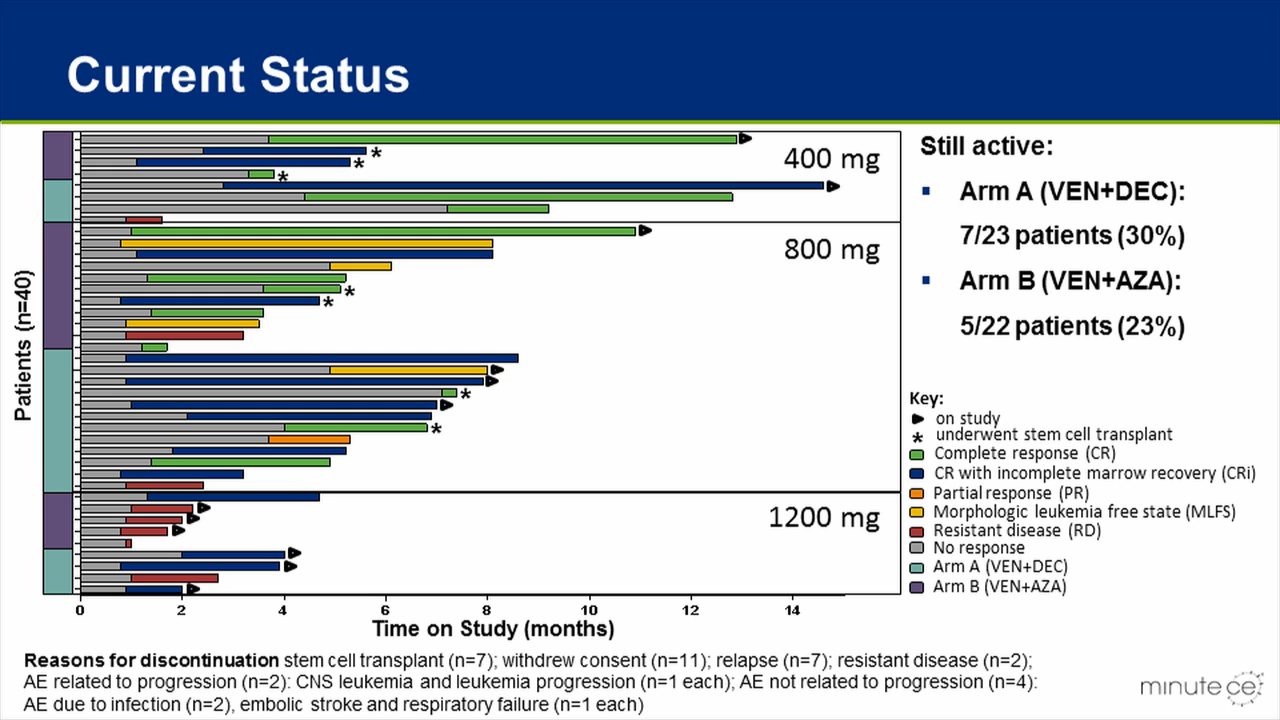 Current Status
400 mg
800 mg
1200 mg
Patients (n=40)
0 2 4 6 8 10 12 14
Time on Study (months)
Still active:
Arm A (VEN+DEC):
7/23 patients (30%)
Arm B (VEN+AZA):
5/22 patients (23%)
Key:
on study
* underwent stem cell transplant
Complete response (CR)
CR with incomplete marrow recovery (CRi)
Partial response (PR)
Morphologic leukemia free state (MLFS)
Resistant disease (RD)
No response
Arm A (VEN+DEC)
Arm B (VEN+AZA)
Reasons for discontinuation stem cell transplant (n=7); withdrew consent (n=11); relapse (n=7); resistant disease (n=2);
AE related to progression (n=2): CNS leukemia and leukemia progression (n=1 each); AE not related to progression (n=4):
AE due to infection (n=2), embolic stroke and respiratory failure (n=1 each)
minute ce